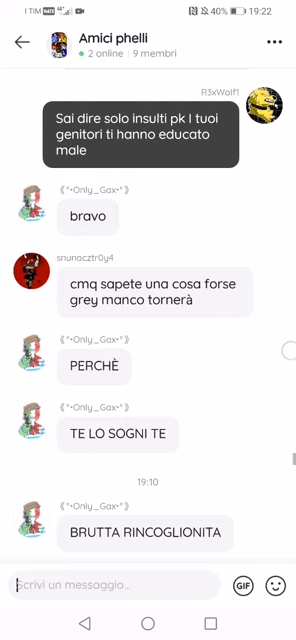 I TIM HD 4G 40% 19:22
Amici phelli
2 online 9 membri
R3xWolf1
Sai dire solo insulti pk I tuoi
genitori ti hanno educato
male
《°•Only_Gax•°》
bravo
snunacztr0y4
cmq sapete una cosa forse
grey manco tornerà
《°•Only_Gax•°》
PERCHÈ
《°•Only_Gax•°》
TE LO SOGNI TE
19:10
《°•Only_Gax•°》
BRUTTA RINCOGLIONITA
Scrivi un messaggio...
GIF